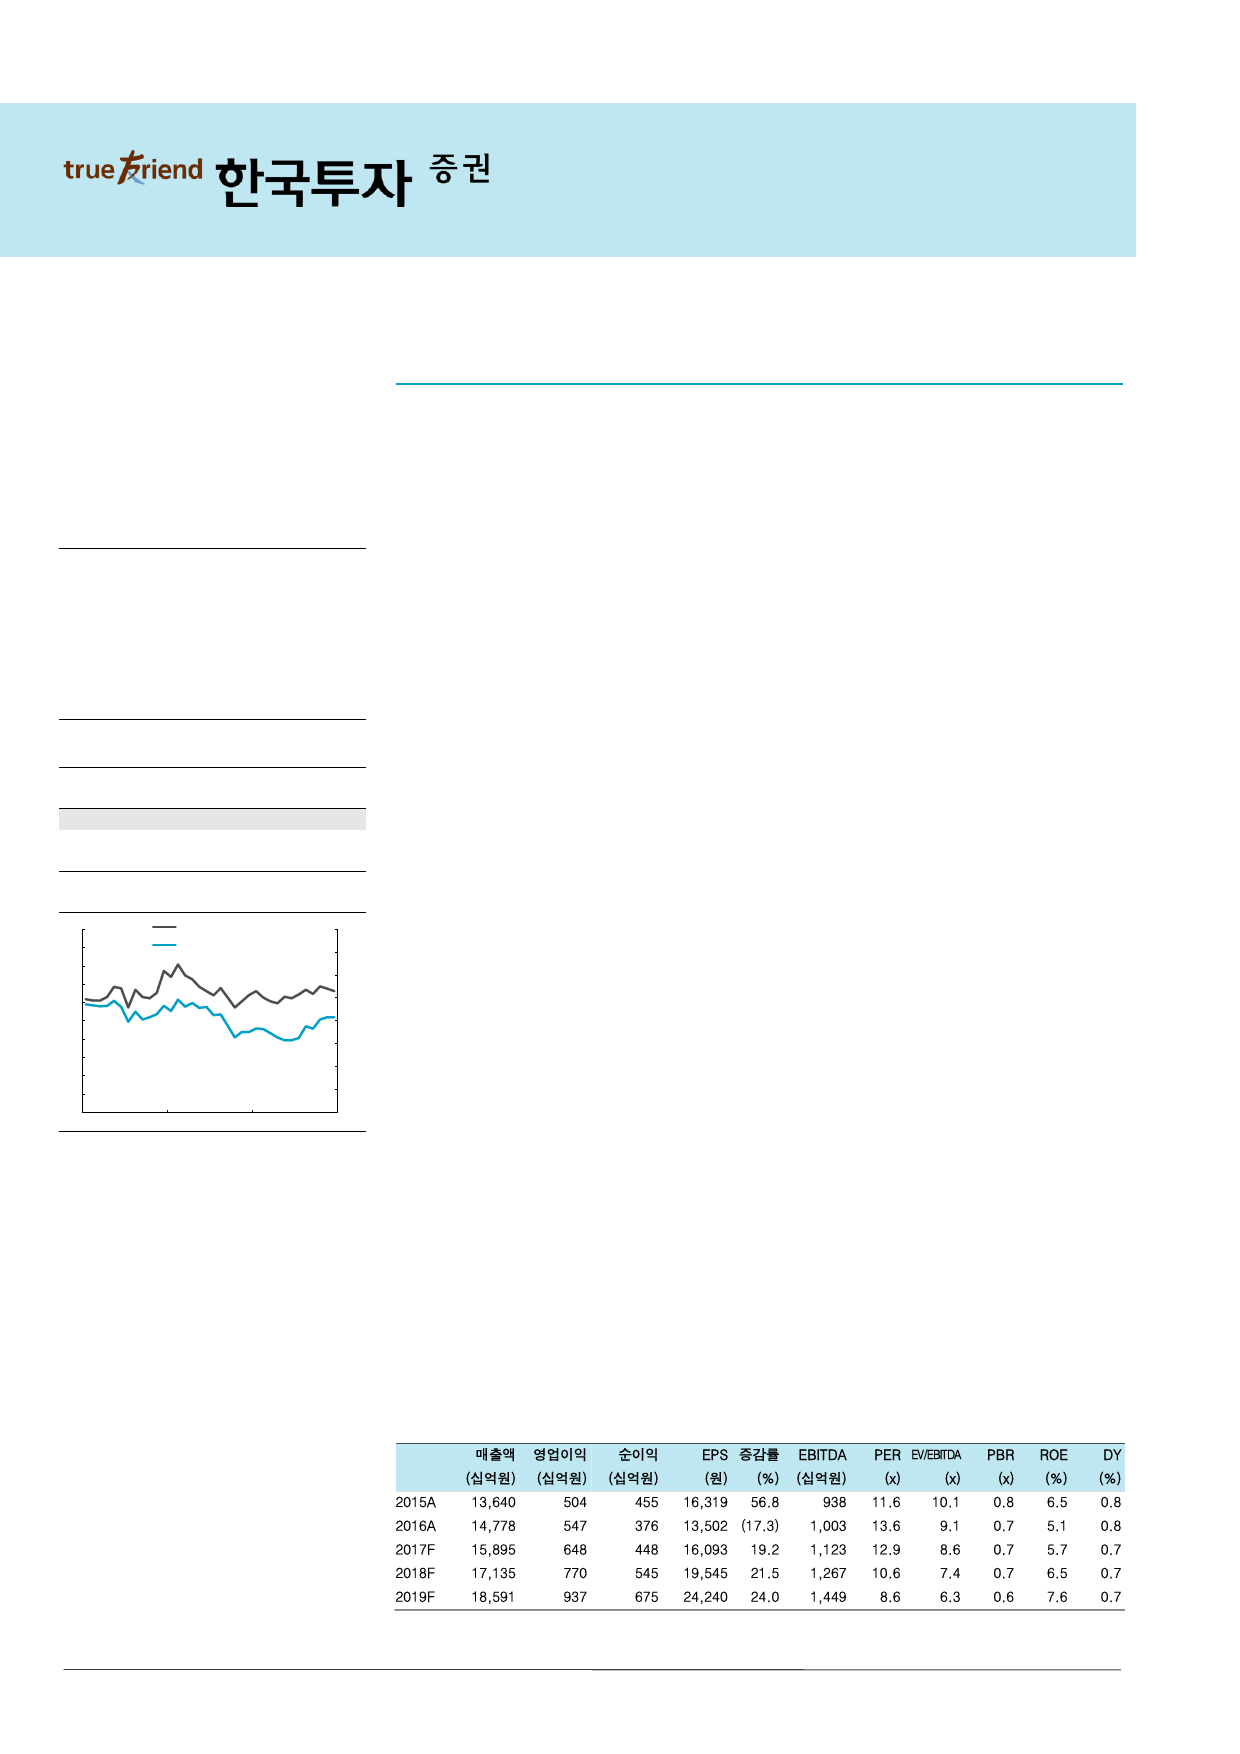 true friend 한국투자 증권
매출액 영업이익 순이익 EPS 증감률 EBITDA PER EV/EBITDA PBR ROE DY
(십억원) (십억원) (십억원) (원) (%) (십억원) (x) (x) (x) (%) (%)
2015A 13,640 504 455 16,319 56.8 938 11.6 10.1 0.8 6.5 0.8
2016A 14,778 547 376 13,502 (17.3) 1,003 13.6 9.1 0.7 5.1 0.8
2017F 15,895 648 448 16,093 19.2 1,123 12.9 8.6 0.7 5.7 0.7
2018F 17,135 770 545 19,545 21.5 1,267 10.6 7.4 0.7 6.5 0.7
2019F 18,591 937 675 24,240 24.0 1,449 8.6 6.3 0.6 7.6 0.7